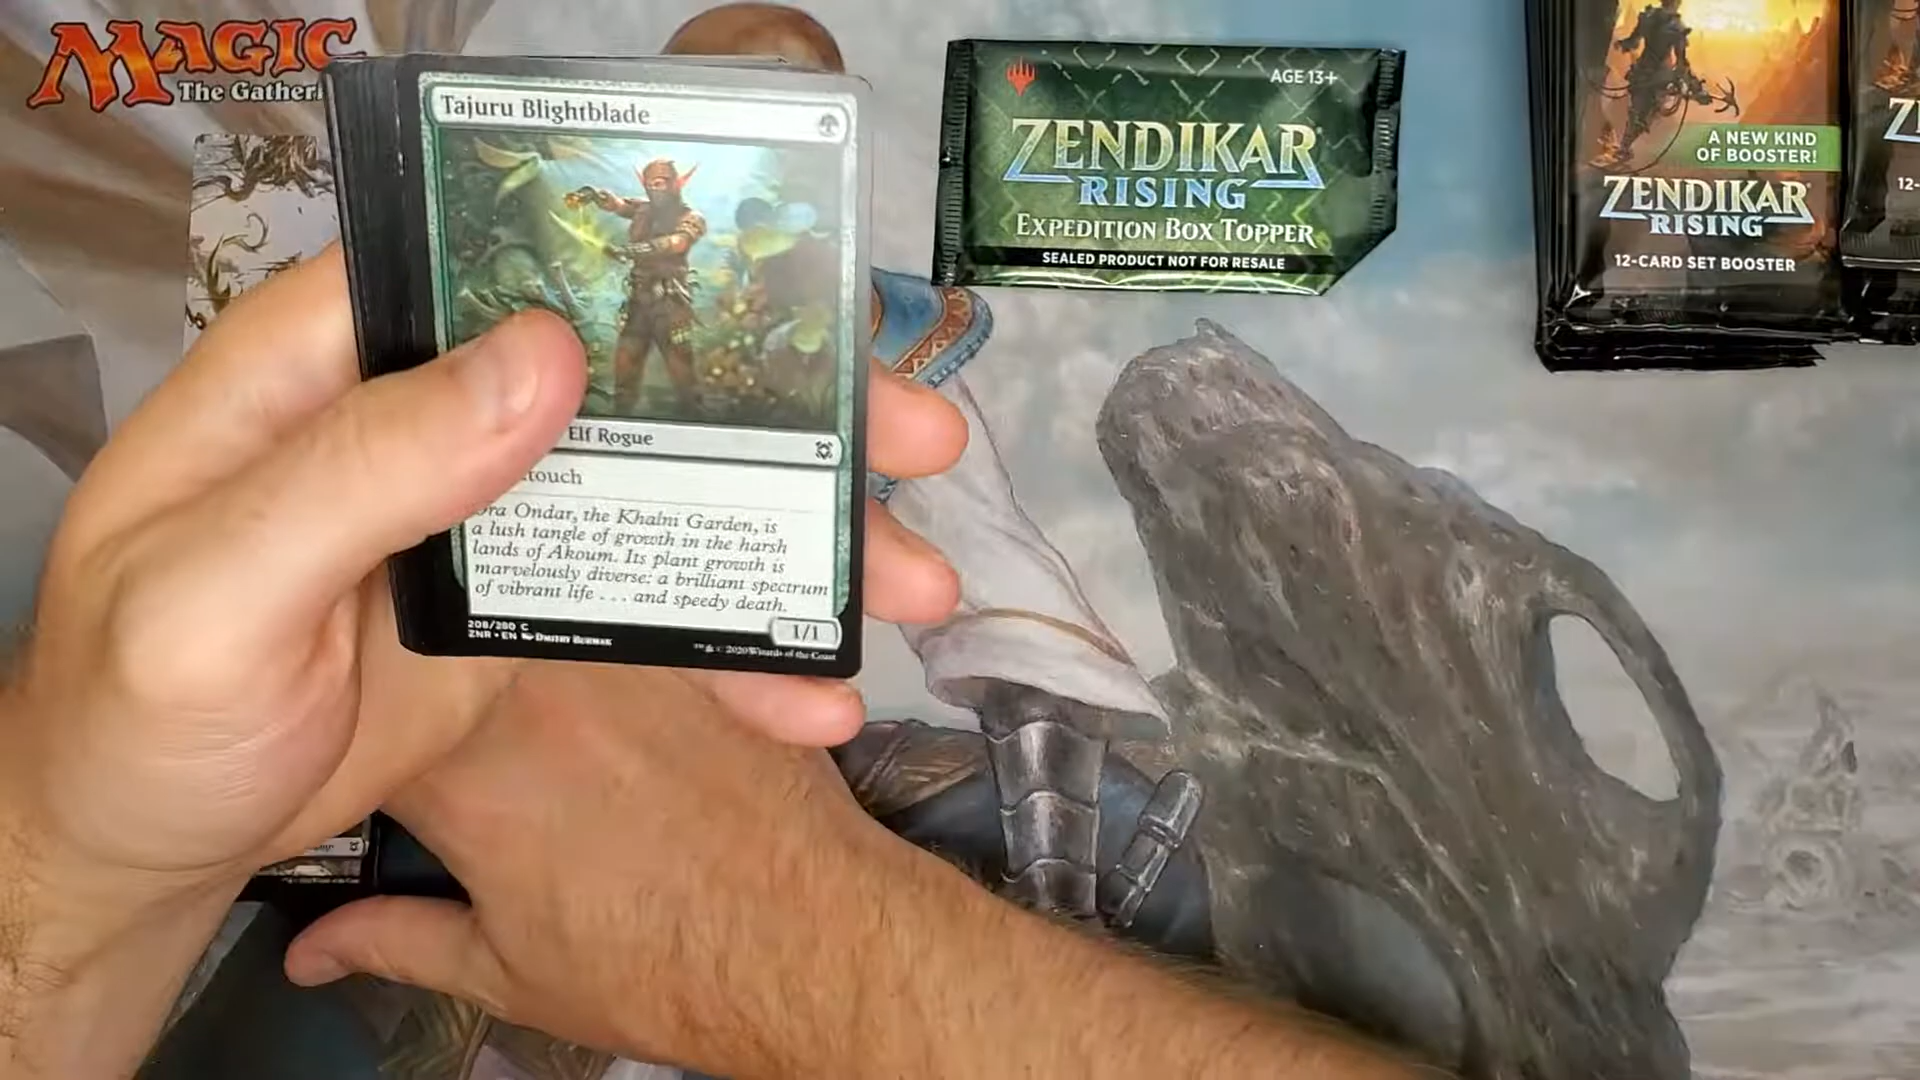 MAGIC
The Gather
Tajuru Blightblade
Elf Rogue
touch
ra Ondar, the Khalni Garden, is
a lush tangle of growth in the harsh
lands of Akoum. Its plant growth is
marvelously diverse: a brilliant spectrum
of vibrant life . . . and speedy death.
208/280 C
ZNR • EN Dmitry Burmak
1/1
™ & © 2020 Wizards of the Coast
AGE 13+
ZENDIKAR
RISING
EXPEDITION BOX TOPPER
SEALED PRODUCT NOT FOR RESALE
A NEW KIND
OF BOOSTER!
ZENDIKAR
RISING
12-CARD SET BOOSTER
Z
12-